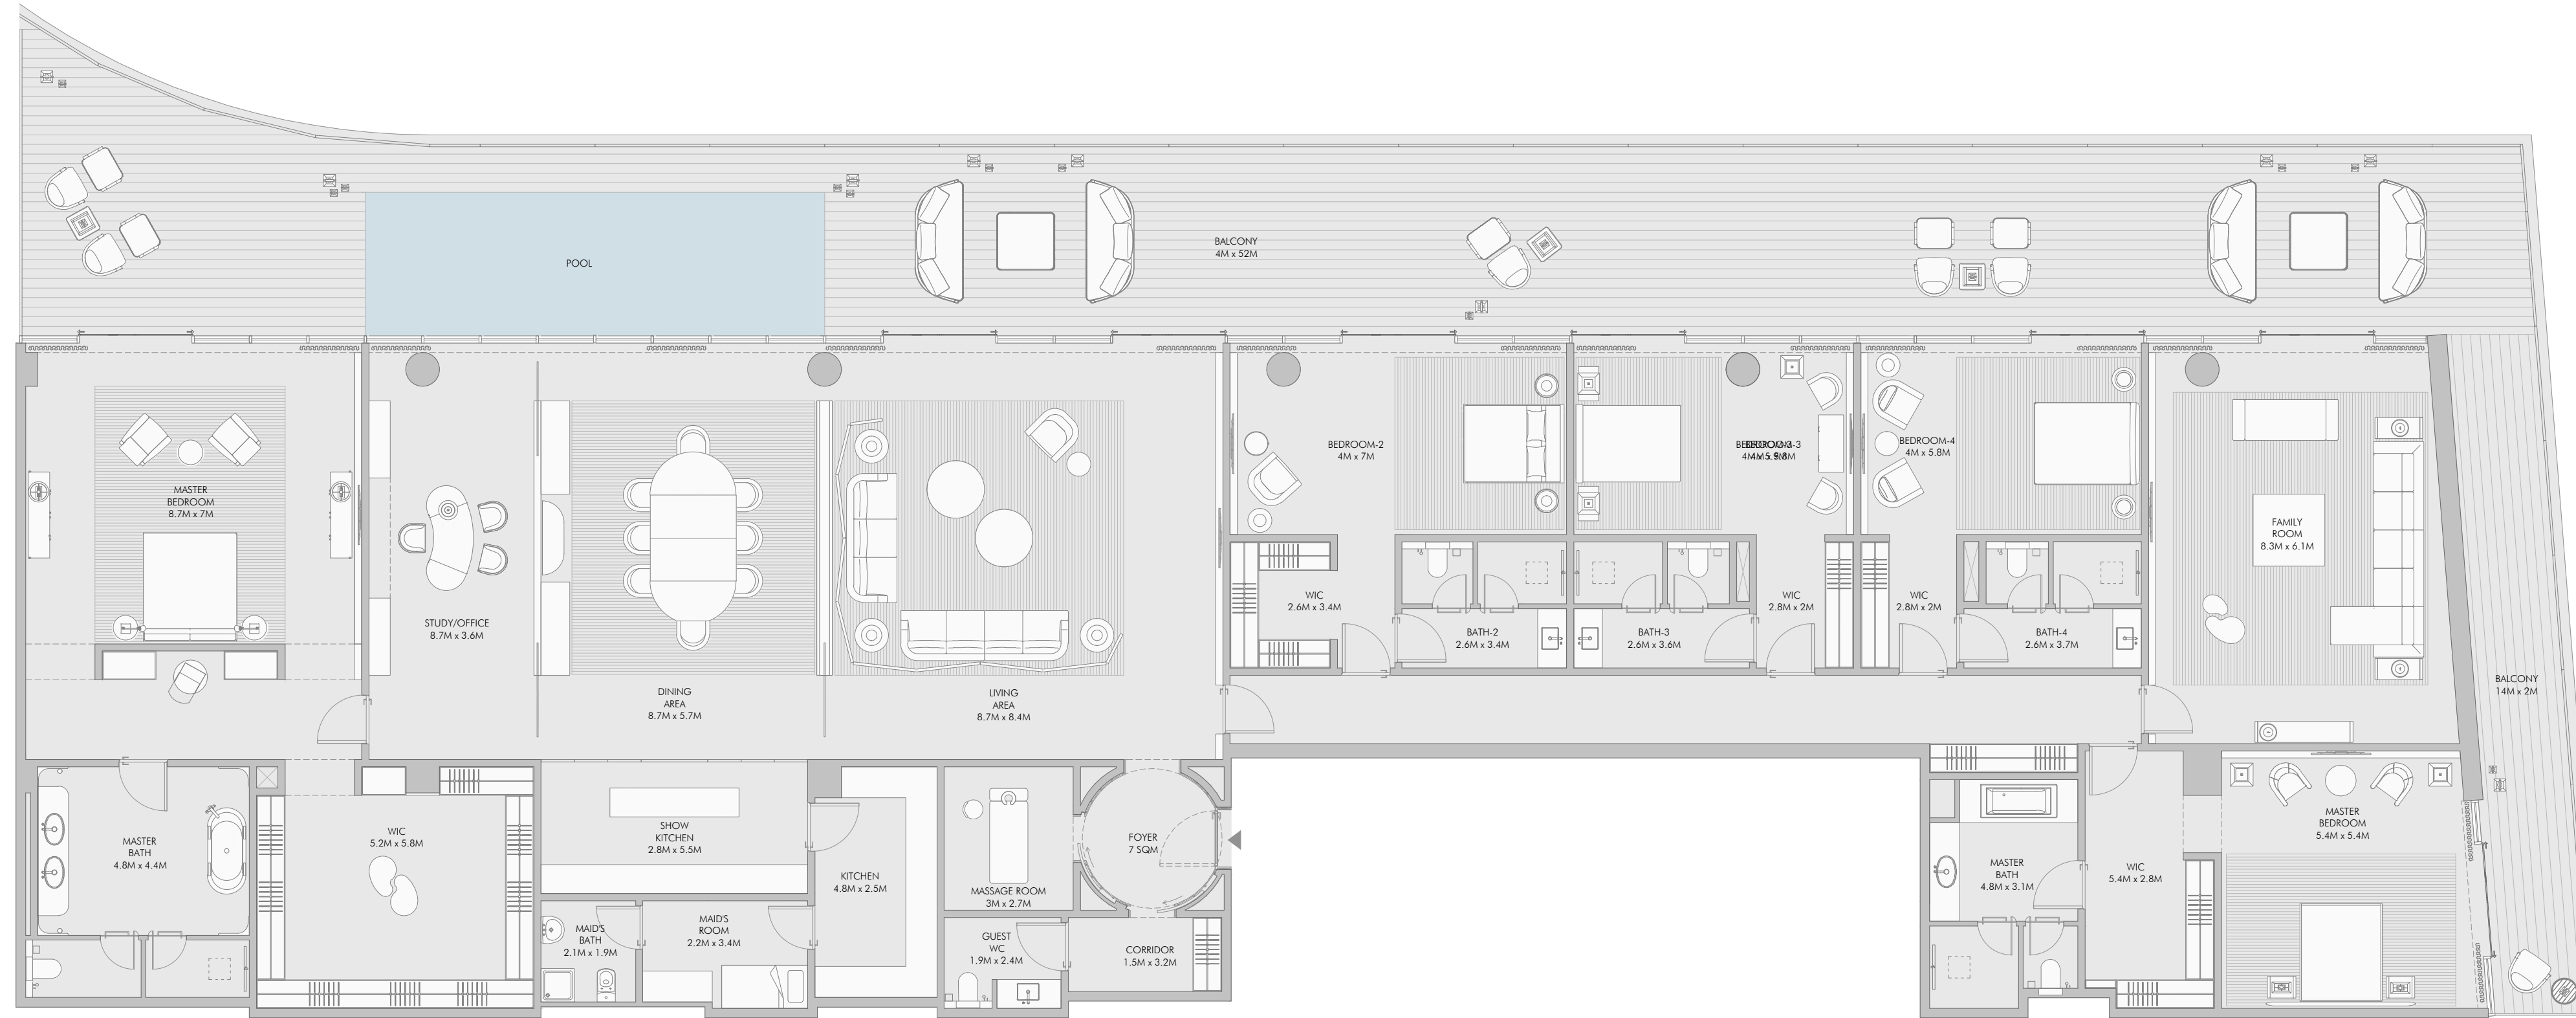 POOL
BALCONY
4M x 52M
MASTER
BEDROOM
8.7M x 7M
STUDY/OFFICE
8.7M x 3.6M
DINING
AREA
8.7M x 5.7M
LIVING
AREA
8.7M x 8.4M
BEDROOM-2
4M x 7M
BEDROOM-4
4M x 5.8M
FAMILY
ROOM
8.3M x 6.1M
WIC
2.6M x 3.4M
BATH-2
2.6M x 3.4M
BATH-3
2.6M x 3.6M
WIC
2.8M x 2M
WIC
2.8M x 2M
BATH-4
2.6M x 3.7M
BALCONY
14M x 2M
MASTER
BATH
4.8M x 4.4M
WIC
5.2M x 5.8M
SHOW
KITCHEN
2.8M x 5.5M
KITCHEN
4.8M x 2.5M
MASSAGE ROOM
3M x 2.7M
FOYER
7 SQM
MAID'S
BATH
2.1M x 1.9M
MAID'S
ROOM
2.2M x 3.4M
GUEST
WC
1.9M x 2.4M
CORRIDOR
1.5M x 3.2M
MASTER
BATH
4.8M x 3.1M
WIC
5.4M x 2.8M
MASTER
BEDROOM
5.4M x 5.4M